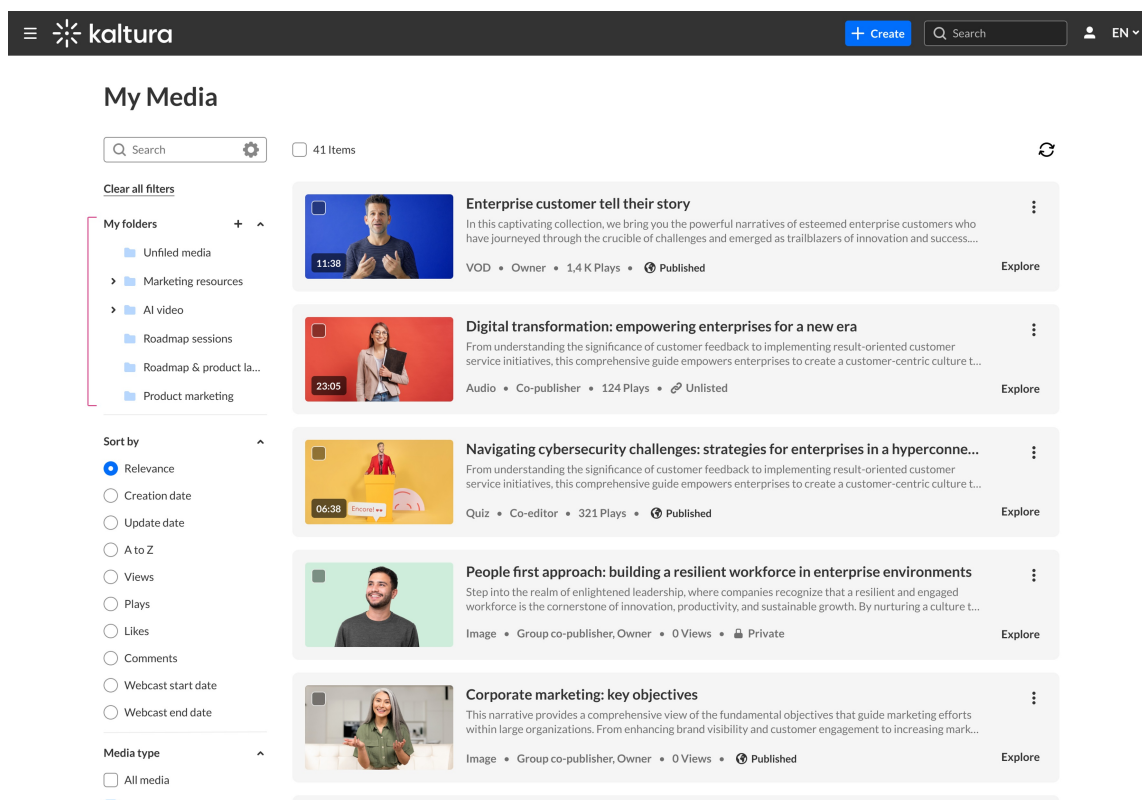 kaltura
Create
Search
EN
My Media
Search
41 Items
Clear all filters
My folders
Unfiled media
Marketing resources
AI video
Roadmap sessions
Roadmap & product la...
Product marketing
Sort by
Relevance
Creation date
Update date
A to Z
Views
Plays
Likes
Comments
Webcast start date
Webcast end date
Media type
All media
11:38
Enterprise customer tell their story
In this captivating collection, we bring you the powerful narratives of esteemed enterprise customers who
have journeyed through the crucible of challenges and emerged as trailblazers of innovation and success....
VOD • Owner • 1,4 K Plays • Published
Explore
23:05
Digital transformation: empowering enterprises for a new era
From understanding the significance of customer feedback to implementing result-oriented customer
service initiatives, this comprehensive guide empowers enterprises to create a customer-centric culture t...
Audio • Co-publisher • 124 Plays • Unlisted
Explore
06:38
Encore!
Navigating cybersecurity challenges: strategies for enterprises in a hyperconne...
From understanding the significance of customer feedback to implementing result-oriented customer
service initiatives, this comprehensive guide empowers enterprises to create a customer-centric culture t...
Quiz • Co-editor • 321 Plays • Published
Explore
People first approach: building a resilient workforce in enterprise environments
Step into the realm of enlightened leadership, where companies recognize that a resilient and engaged
workforce is the cornerstone of innovation, productivity, and sustainable growth. By nurturing a culture t...
Image • Group co-publisher, Owner • 0 Views • Private
Explore
Corporate marketing: key objectives
This narrative provides a comprehensive view of the fundamental objectives that guide marketing efforts
within large organizations. From enhancing brand visibility and customer engagement to increasing mark...
Image • Group co-publisher, Owner • 0 Views • Published
Explore